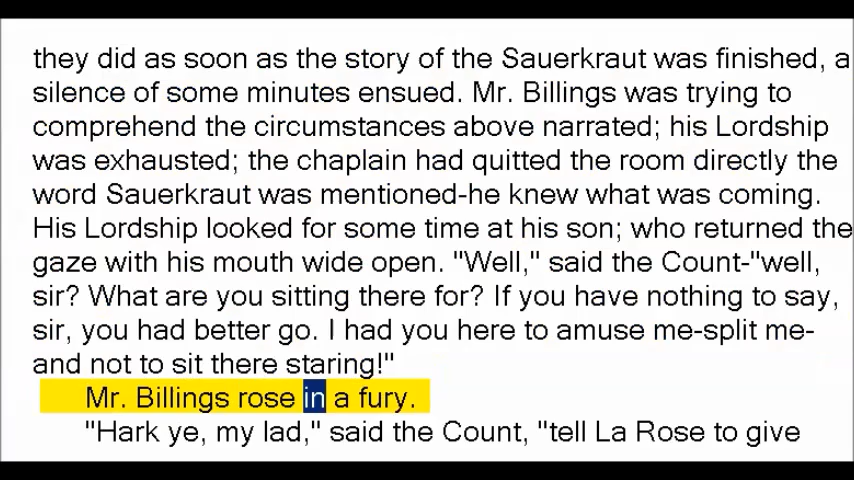 they did as soon as the story of the Sauerkraut was finished, a
silence of some minutes ensued. Mr. Billings was trying to
comprehend the circumstances above narrated; his Lordship
was exhausted; the chaplain had quitted the room directly the
word Sauerkraut was mentioned-he knew what was coming.
His Lordship looked for some time at his son; who returned the
gaze with his mouth wide open. "Well," said the Count-"well,
sir? What are you sitting there for? If you have nothing to say,
sir, you had better go. I had you here to amuse me-split me-
and not to sit there staring!"
Mr. Billings rose in a fury.
"Hark ye, my lad," said the Count, "tell La Rose to give